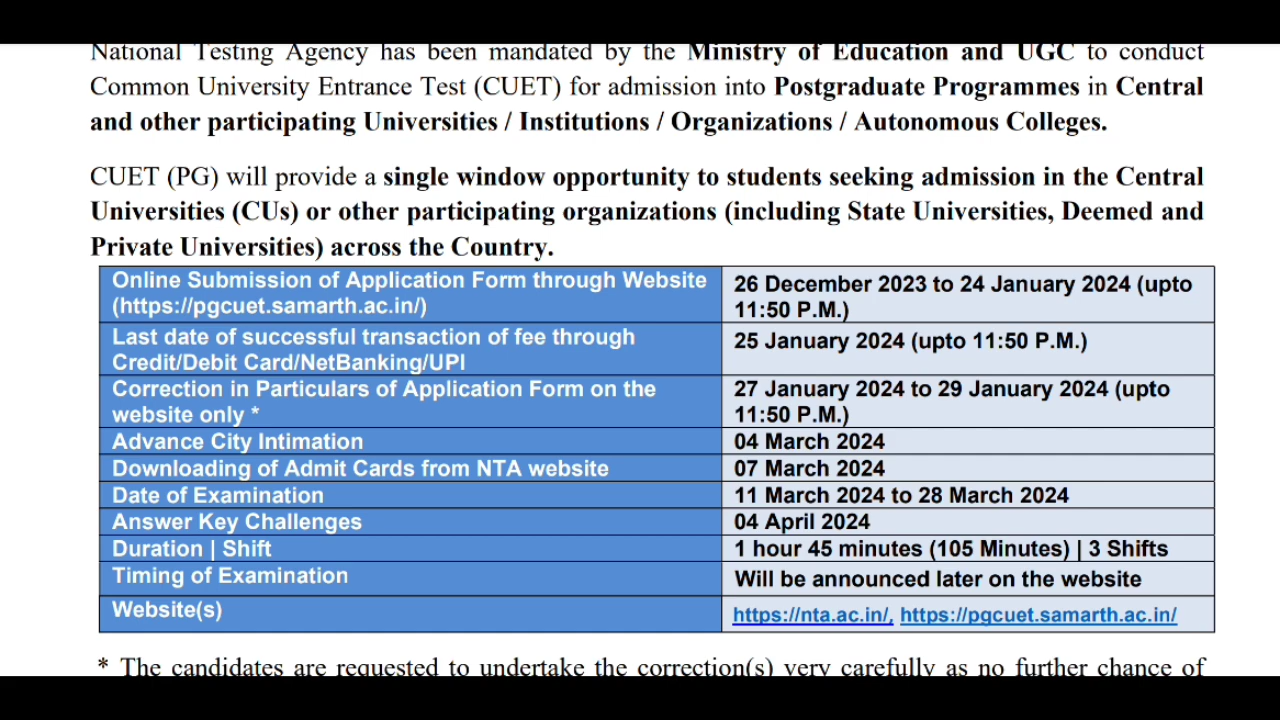 National Testing Agency has been mandated by the Ministry of Education and UGC to conduct
Common University Entrance Test (CUET) for admission into Postgraduate Programmes in Central
and other participating Universities / Institutions / Organizations / Autonomous Colleges.
CUET (PG) will provide a single window opportunity to students seeking admission in the Central
Universities (CUs) or other participating organizations (including State Universities, Deemed and
Private Universities) across the Country.
Online Submission of Application Form through Website
(https://pgcuet.samarth.ac.in/)
26 December 2023 to 24 January 2024 (upto
11:50 P.M.)
Last date of successful transaction of fee through
Credit/Debit Card/NetBanking/UPI
25 January 2024 (upto 11:50 P.M.)
Correction in Particulars of Application Form on the
website only *
27 January 2024 to 29 January 2024 (upto
11:50 P.M.)
Advance City Intimation
04 March 2024
Downloading of Admit Cards from NTA website
07 March 2024
Date of Examination
11 March 2024 to 28 March 2024
Answer Key Challenges
04 April 2024
Duration | Shift
1 hour 45 minutes (105 Minutes) | 3 Shifts
Timing of Examination
Will be announced later on the website
Website(s)
https://nta.ac.in/, https://pgcuet.samarth.ac.in/
* The candidates are requested to undertake the correction(s) very carefully as no further chance of